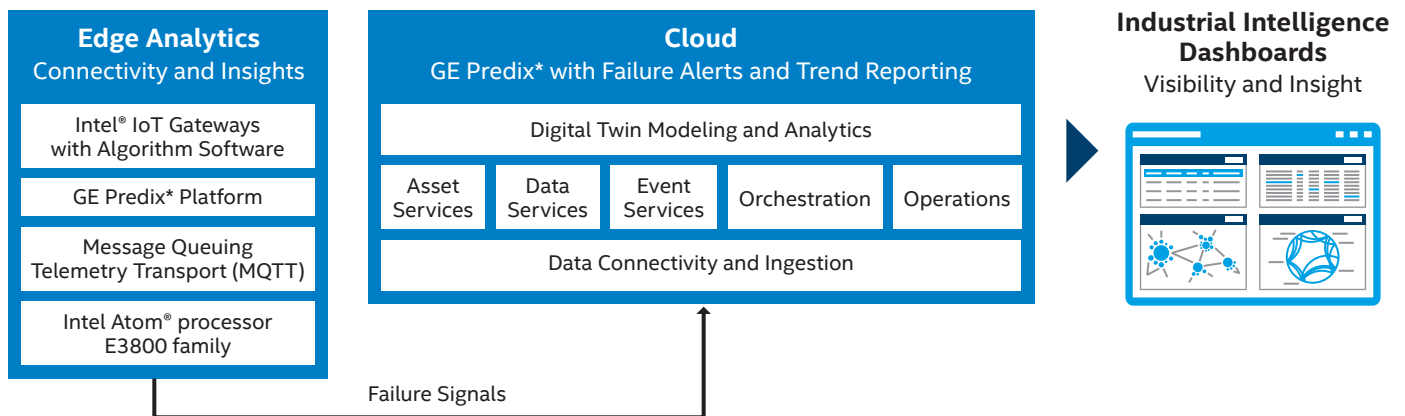 Edge Analytics
Connectivity and Insights
Intel® IoT Gateways
with Algorithm Software
GE Predix* Platform
Message Queuing
Telemetry Transport (MQTT)
Intel Atom® processor
E3800 family
Failure Signals
Cloud
GE Predix* with Failure Alerts and Trend Reporting
Digital Twin Modeling and Analytics
Asset
Services
Data
Services
Event
Services
Orchestration
Operations
Data Connectivity and Ingestion
Industrial Intelligence
Dashboards
Visibility and Insight